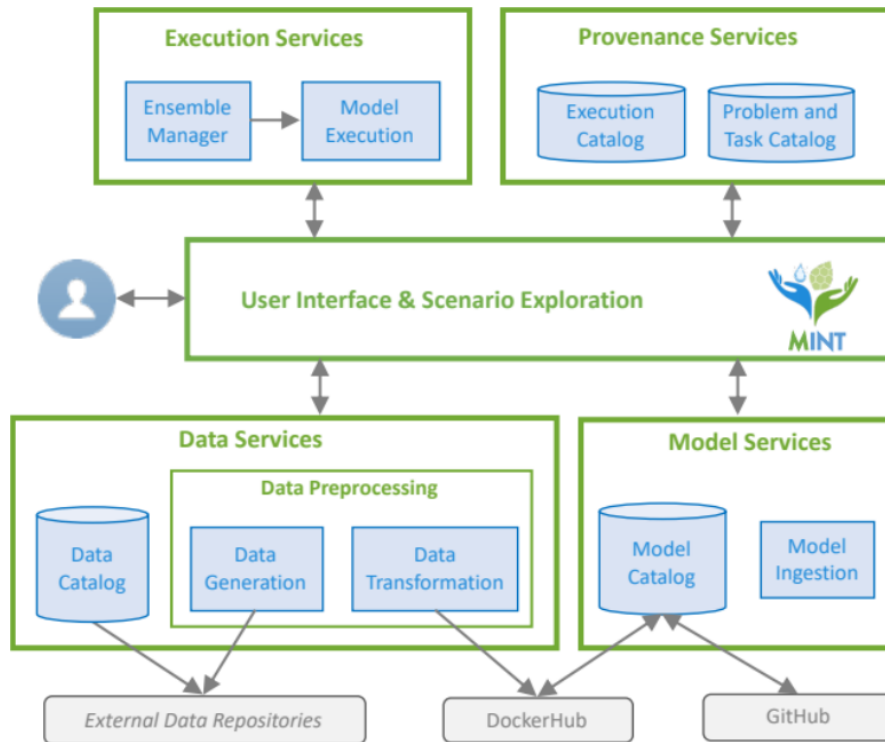 Execution Services
Ensemble
Manager
Model
Execution
Provenance Services
Execution
Catalog
Problem and
Task Catalog
User Interface & Scenario Exploration
MINT
Data Services
Data Preprocessing
Data
Catalog
Data
Generation
Data
Transformation
Model Services
Model
Catalog
Model
Ingestion
External Data Repositories
DockerHub
GitHub